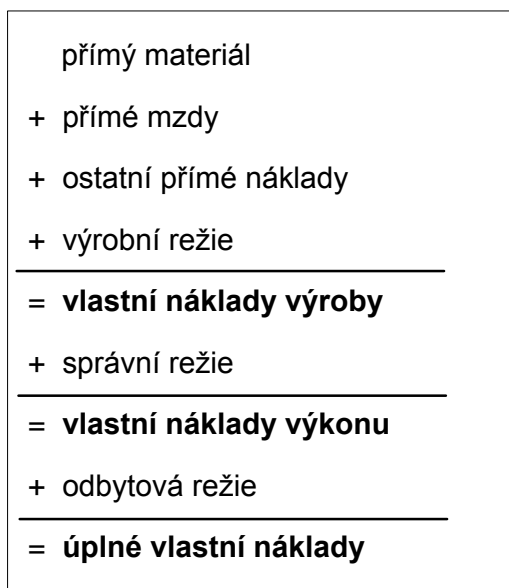 přímý materiál
+ přímé mzdy
+ ostatní přímé náklady
+ výrobní režie
= vlastní náklady výroby
+ správní režie
= vlastní náklady výkonu
+ odbytová režie
= úplné vlastní náklady